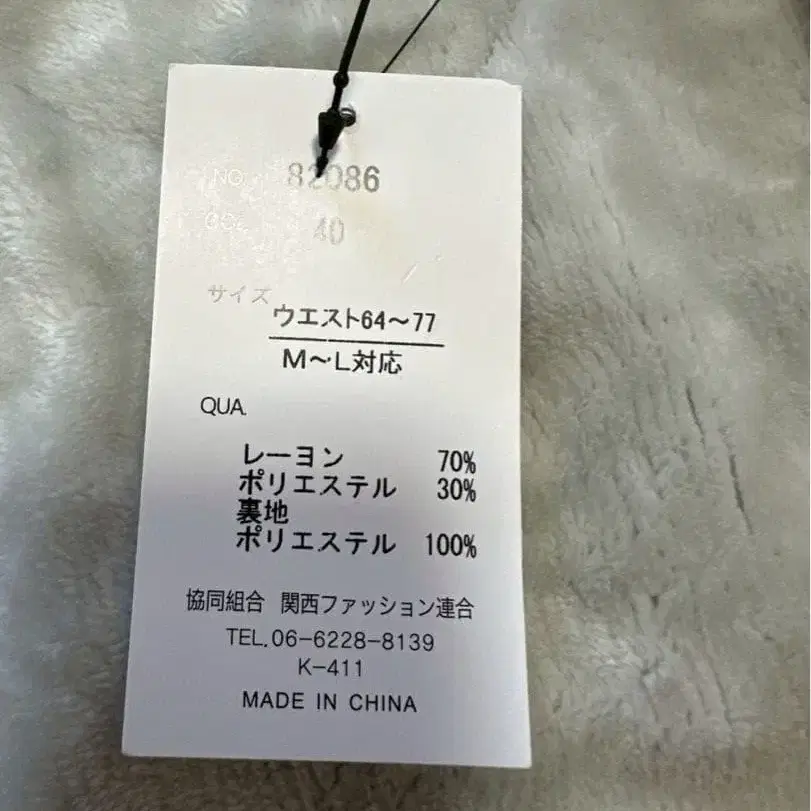 NO. 82086
COL. 40
サイズ
ウエスト64～77
M～L対応
QUA.
レーヨン 70%
ポリエステル 30%
裏地
ポリエステル 100%
協同組合 関西ファッション連合
TEL.06-6228-8139
K-411
MADE IN CHINA